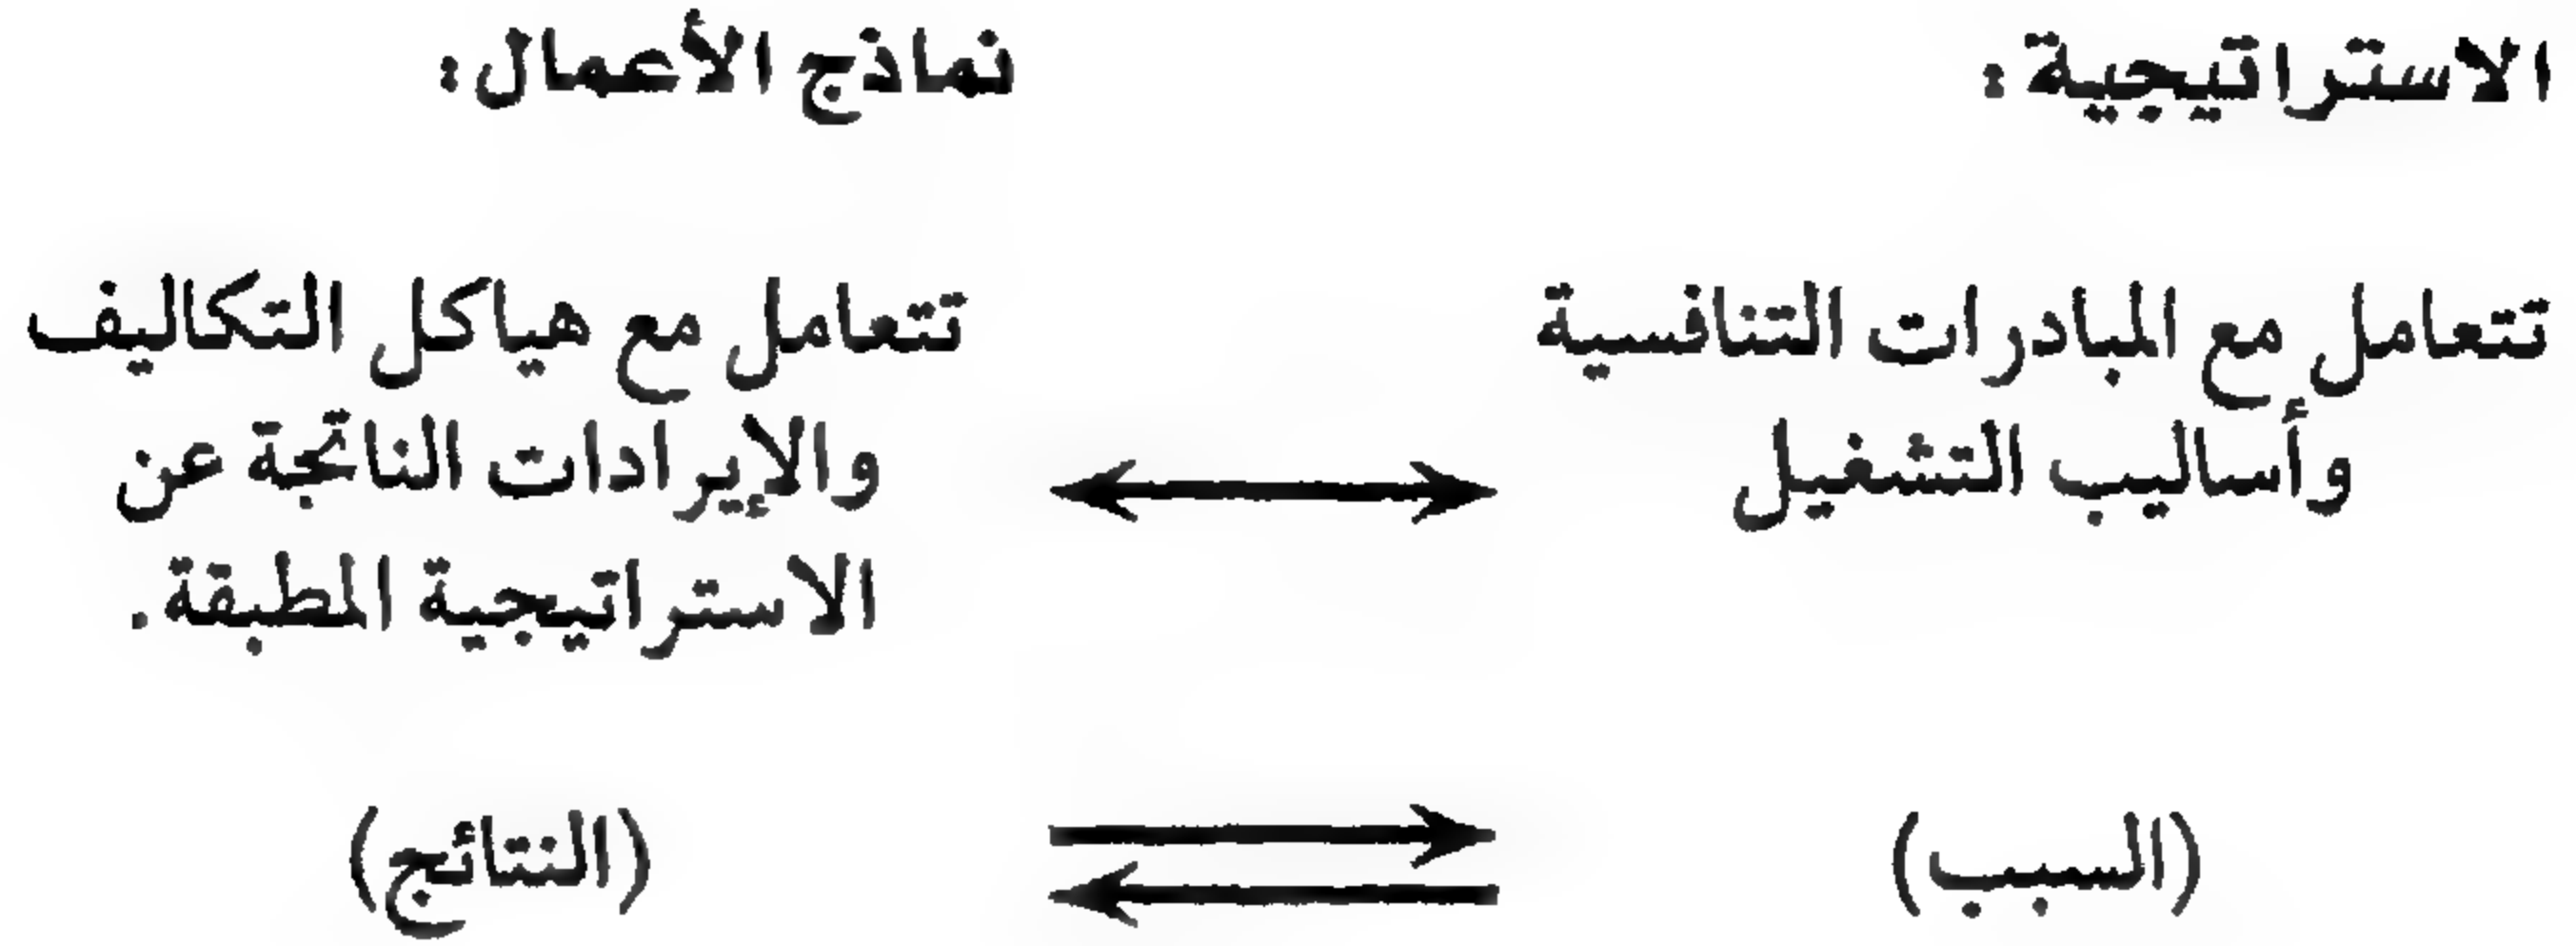 الاستراتيجية:
تتعامل مع المبادرات التنافسية
وأساليب التشغيل
(السبب)
نماذج الأعمال:
تتعامل مع هياكل التكاليف
والإيرادات الناتجة عن
الاستراتيجية المطبقة.
(النتائج)